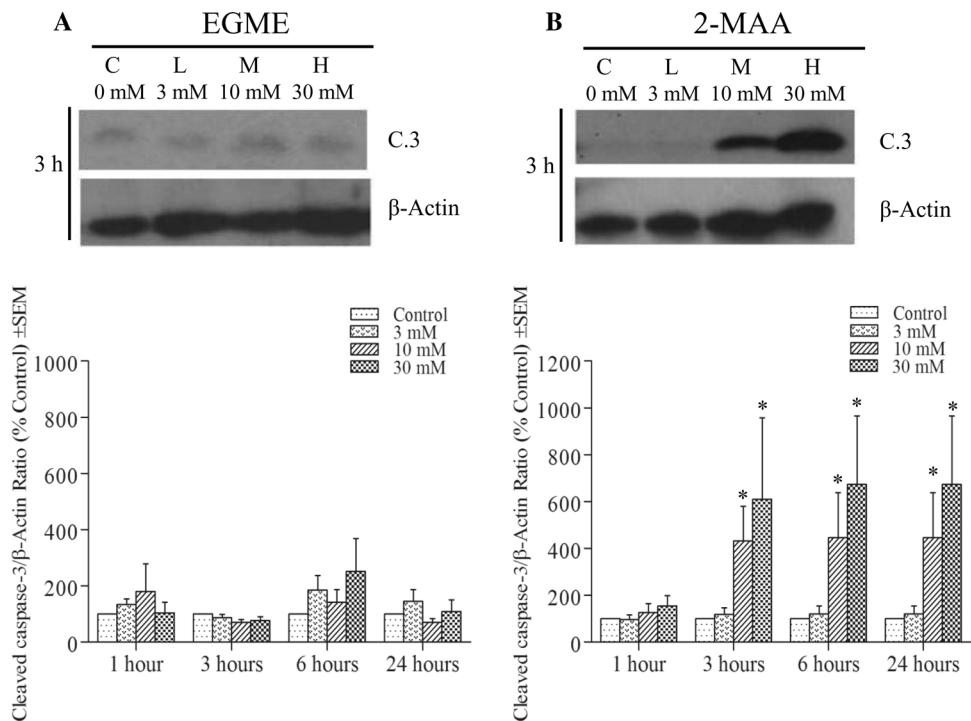 A
EGME
C L M H
0 mM 3 mM 10 mM 30 mM
3 h
C.3
β-Actin
Cleaved caspase-3/β-Actin Ratio (% Control) ±SEM
Control
3 mM
10 mM
30 mM
1000
800
600
400
200
0
1 hour 3 hours 6 hours 24 hours
B
2-MAA
C L M H
0 mM 3 mM 10 mM 30 mM
3 h
C.3
β-Actin
Cleaved caspase-3/β-Actin Ratio (% Control) ±SEM
Control
3 mM
10 mM
30 mM
1200
1000
800
600
400
200
0
* * * * * *
1 hour 3 hours 6 hours 24 hours